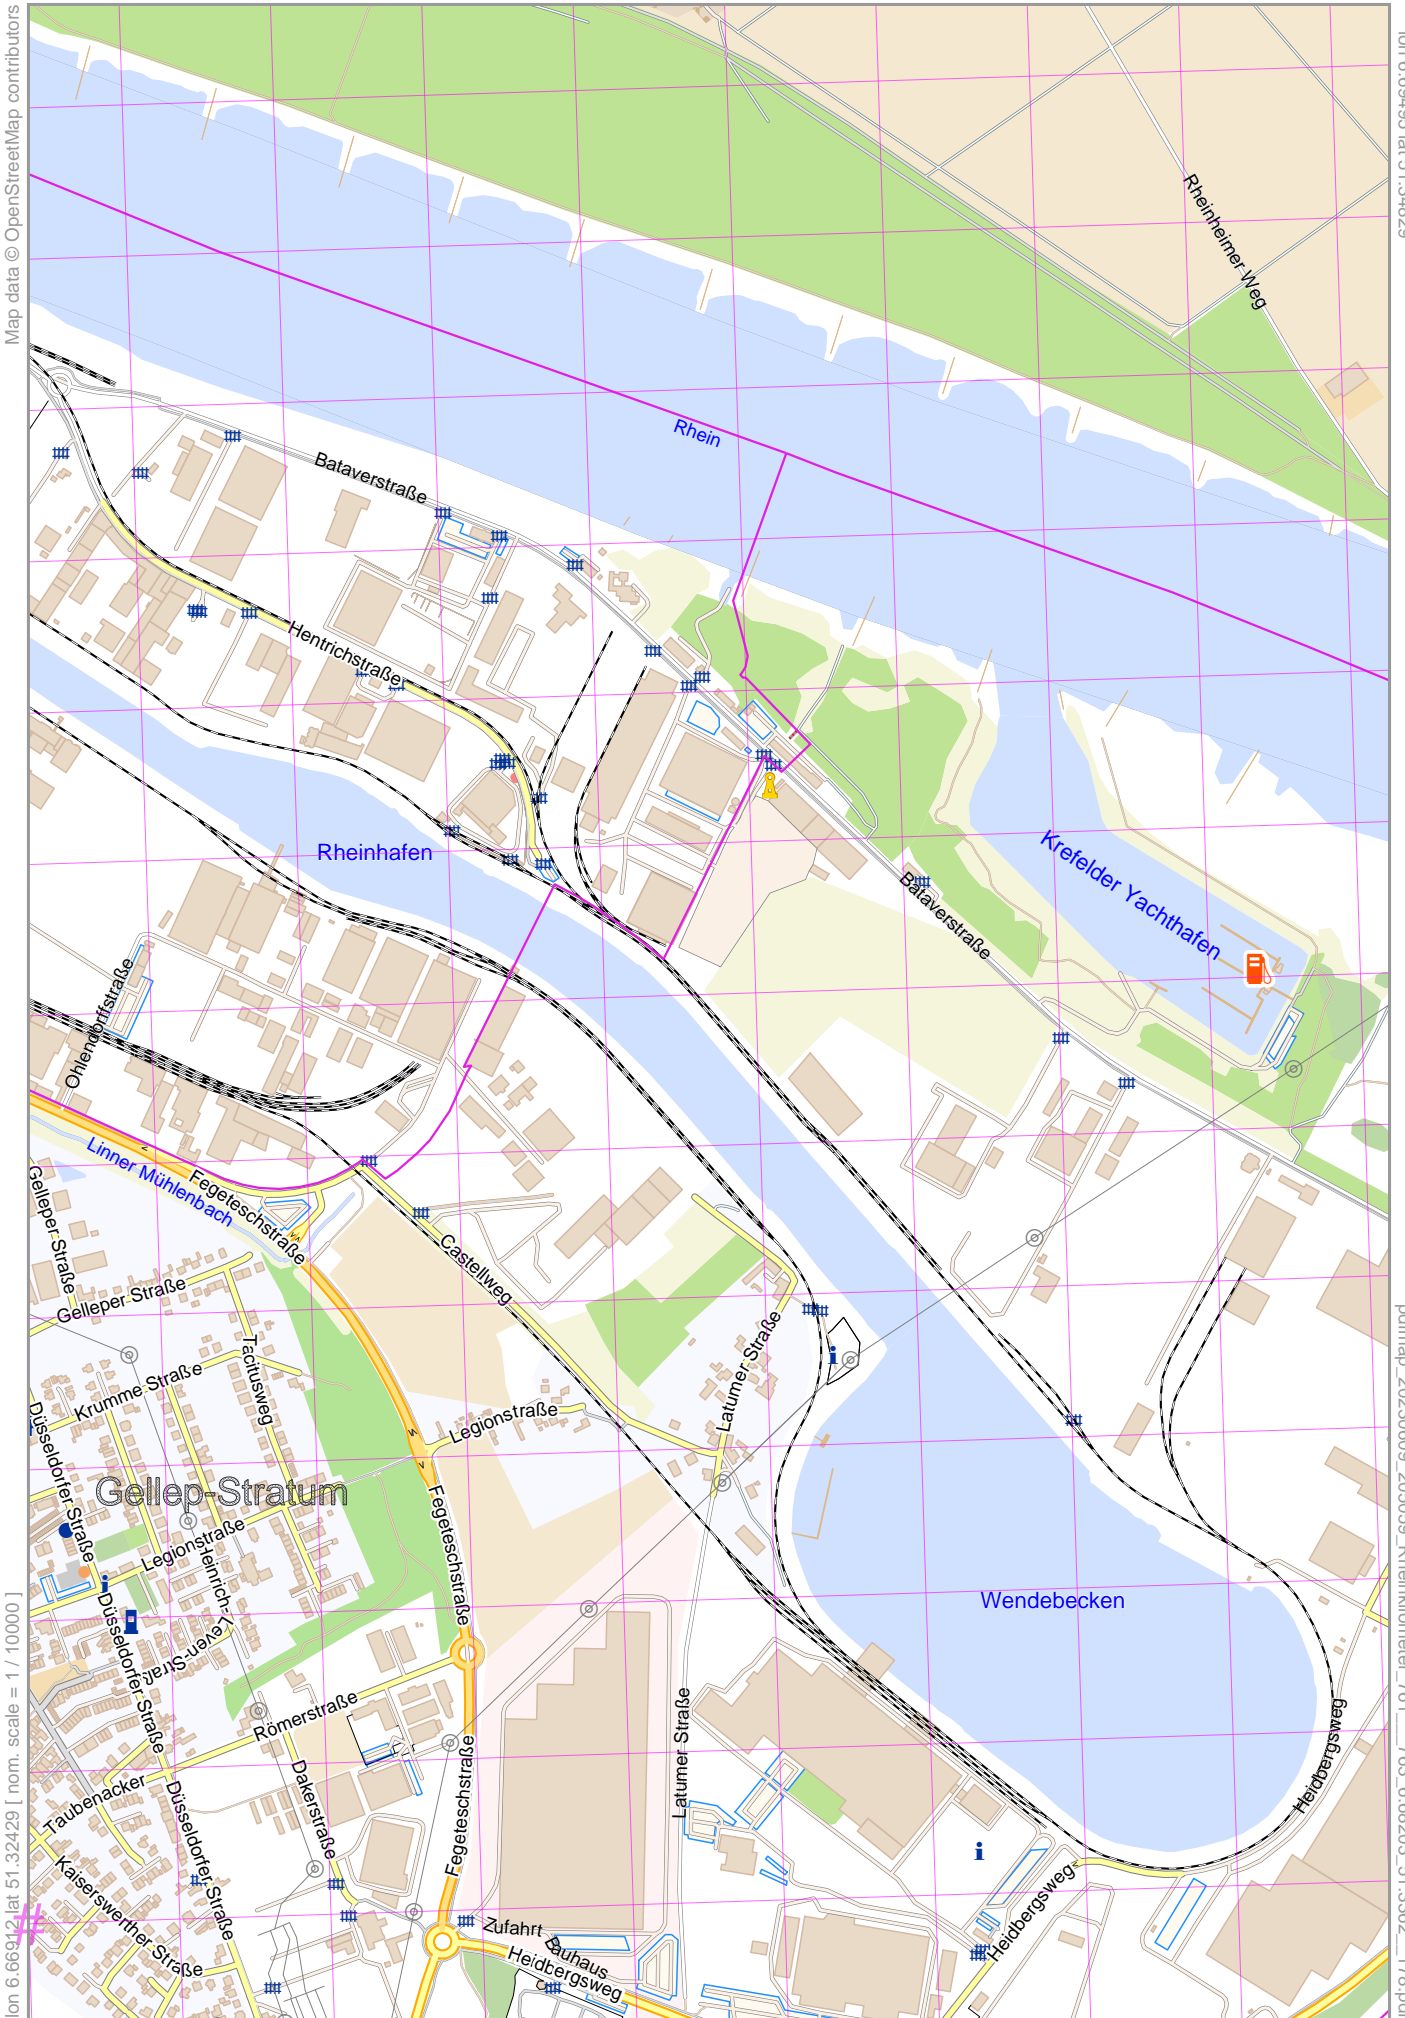 Map data © OpenStreetMap contributors
Rheinheimer Weg
Rhein
Bataverstraße
Hentrichstraße
Rheinhafen
Krefelder Yachthafen
Bataverstraße
Ohlendorffstraße
Linner Mühlenbach
Fegeteschstraße
Gelleper Straße
Gelleper Straße
Castellweg
Krumme Straße
Tacitusweg
Laturner Straße
Legionstraße
Düsseldorfer Straße
Gellep-Stratum
Legionstraße
Heinrich-Leven-Straße
Fegeteschstraße
Wendebecken
Düsseldorfer Straße
Römerstraße
Latumer Straße
Heidbergsweg
Taubenacker
Dakerstraße
Düsseldorfer Straße
Fegeteschstraße
Kaiserswerther Straße
Heidbergsweg
Zufahrt Bauhaus
Heidbergsweg
lon 6.66912 lat 51.32429 [ nom. scale = 1 / 10000 ]